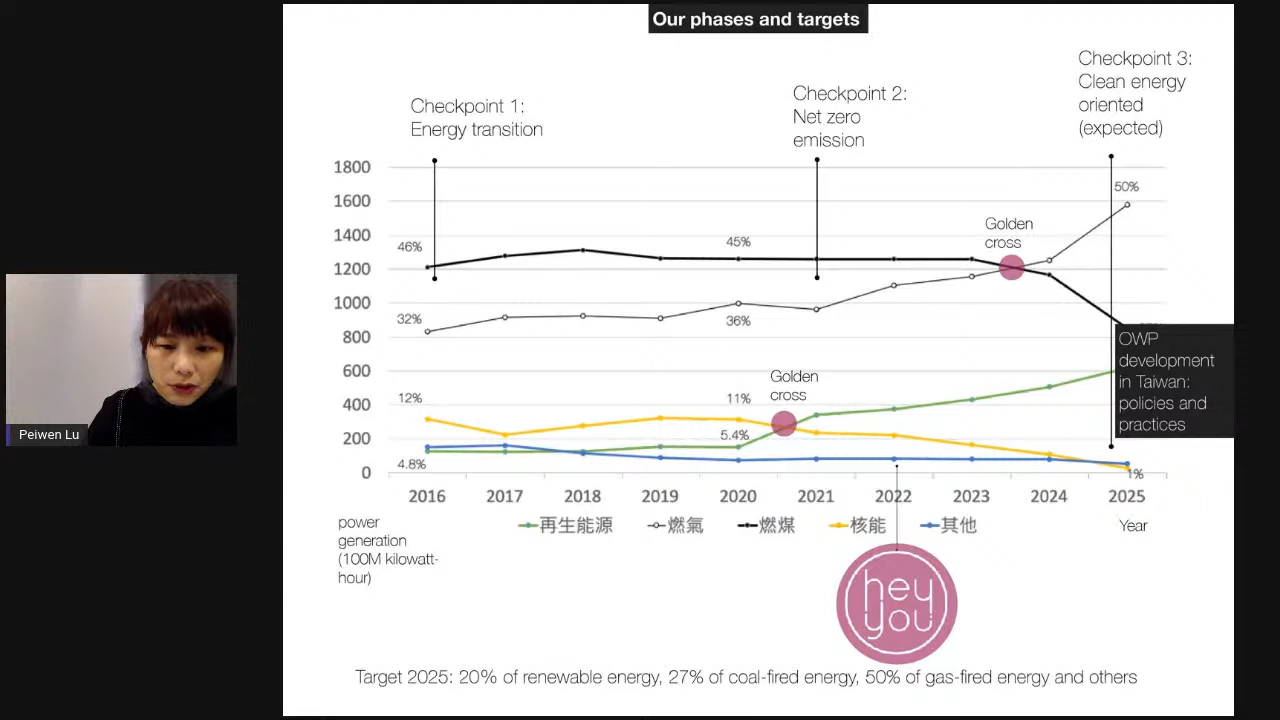 Our phases and targets
Checkpoint 1:
Energy transition
Checkpoint 2:
Net zero
emission
Checkpoint 3:
Clean energy
oriented
(expected)
1800
1600
1400
1200
1000
800
600
400
200
0
46%
45%
50%
Golden
cross
32%
36%
Golden
cross
12%
11%
5.4%
4.8%
1%
OWP
development
in Taiwan:
policies and
practices
Peiwen Lu
2016 2017 2018 2019 2020 2021 2022 2023 2024 2025
power
generation
(100M kilowatt-
hour)
再生能源 燃氣 燃煤 核能 其他
Year
hey
you
Target 2025: 20% of renewable energy, 27% of coal-fired energy, 50% of gas-fired energy and others